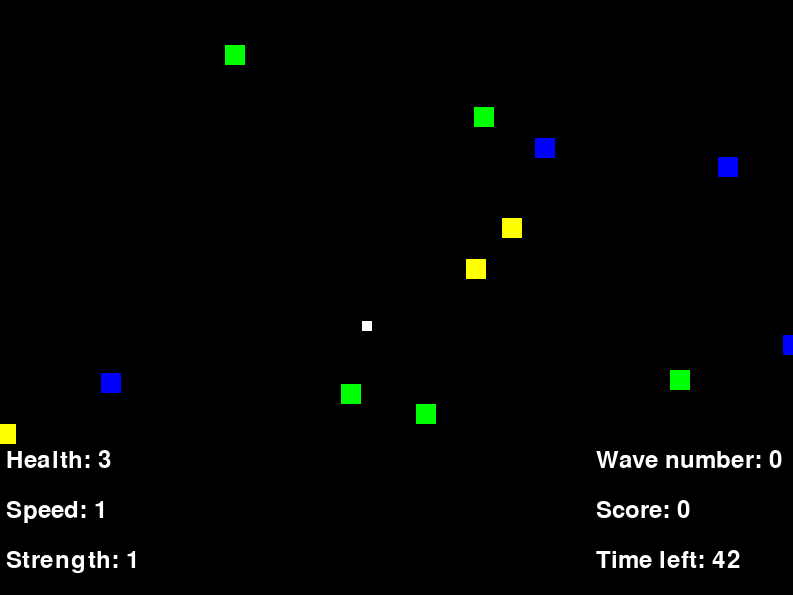 Health: 3
Wave number: 0
Speed: 1
Score: 0
Strength: 1
Time left: 42